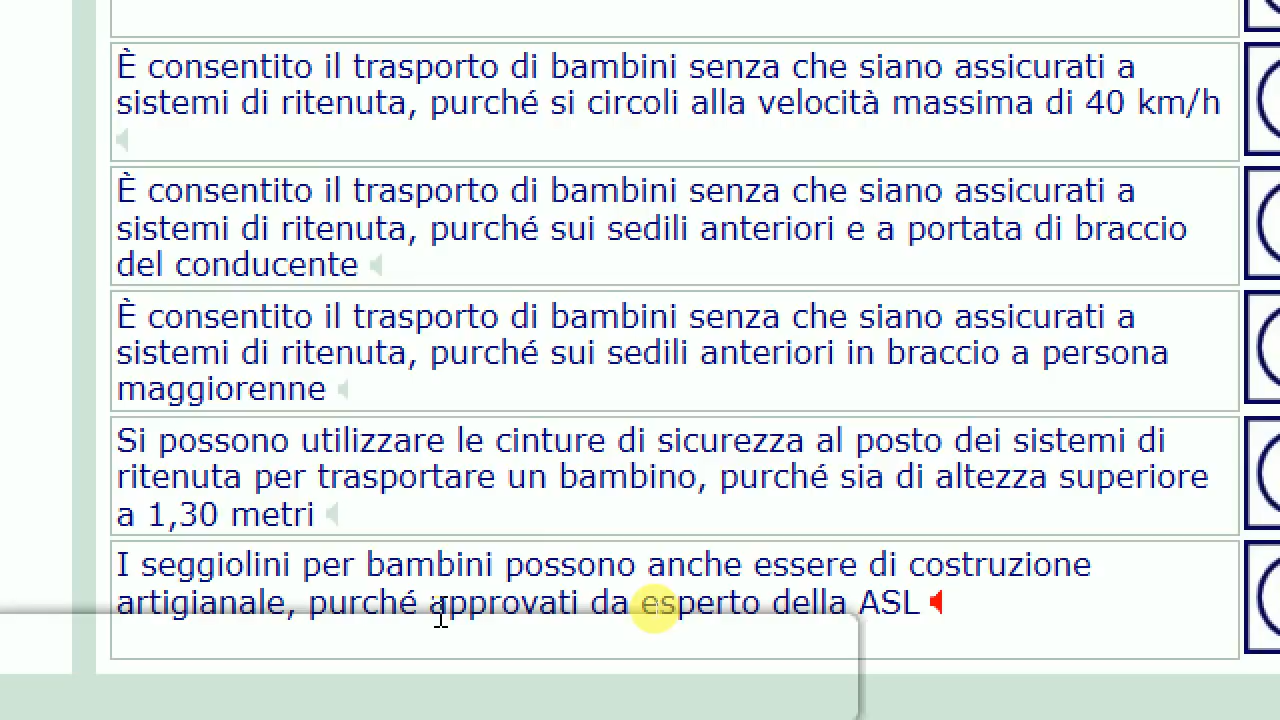 È consentito il trasporto di bambini senza che siano assicurati a
sistemi di ritenuta, purché si circoli alla velocità massima di 40 km/h
È consentito il trasporto di bambini senza che siano assicurati a
sistemi di ritenuta, purché sui sedili anteriori e a portata di braccio
del conducente
È consentito il trasporto di bambini senza che siano assicurati a
sistemi di ritenuta, purché sui sedili anteriori in braccio a persona
maggiorenne
Si possono utilizzare le cinture di sicurezza al posto dei sistemi di
ritenuta per trasportare un bambino, purché sia di altezza superiore
a 1,30 metri
I seggiolini per bambini possono anche essere di costruzione
artigianale, purché approvati da esperto della ASL